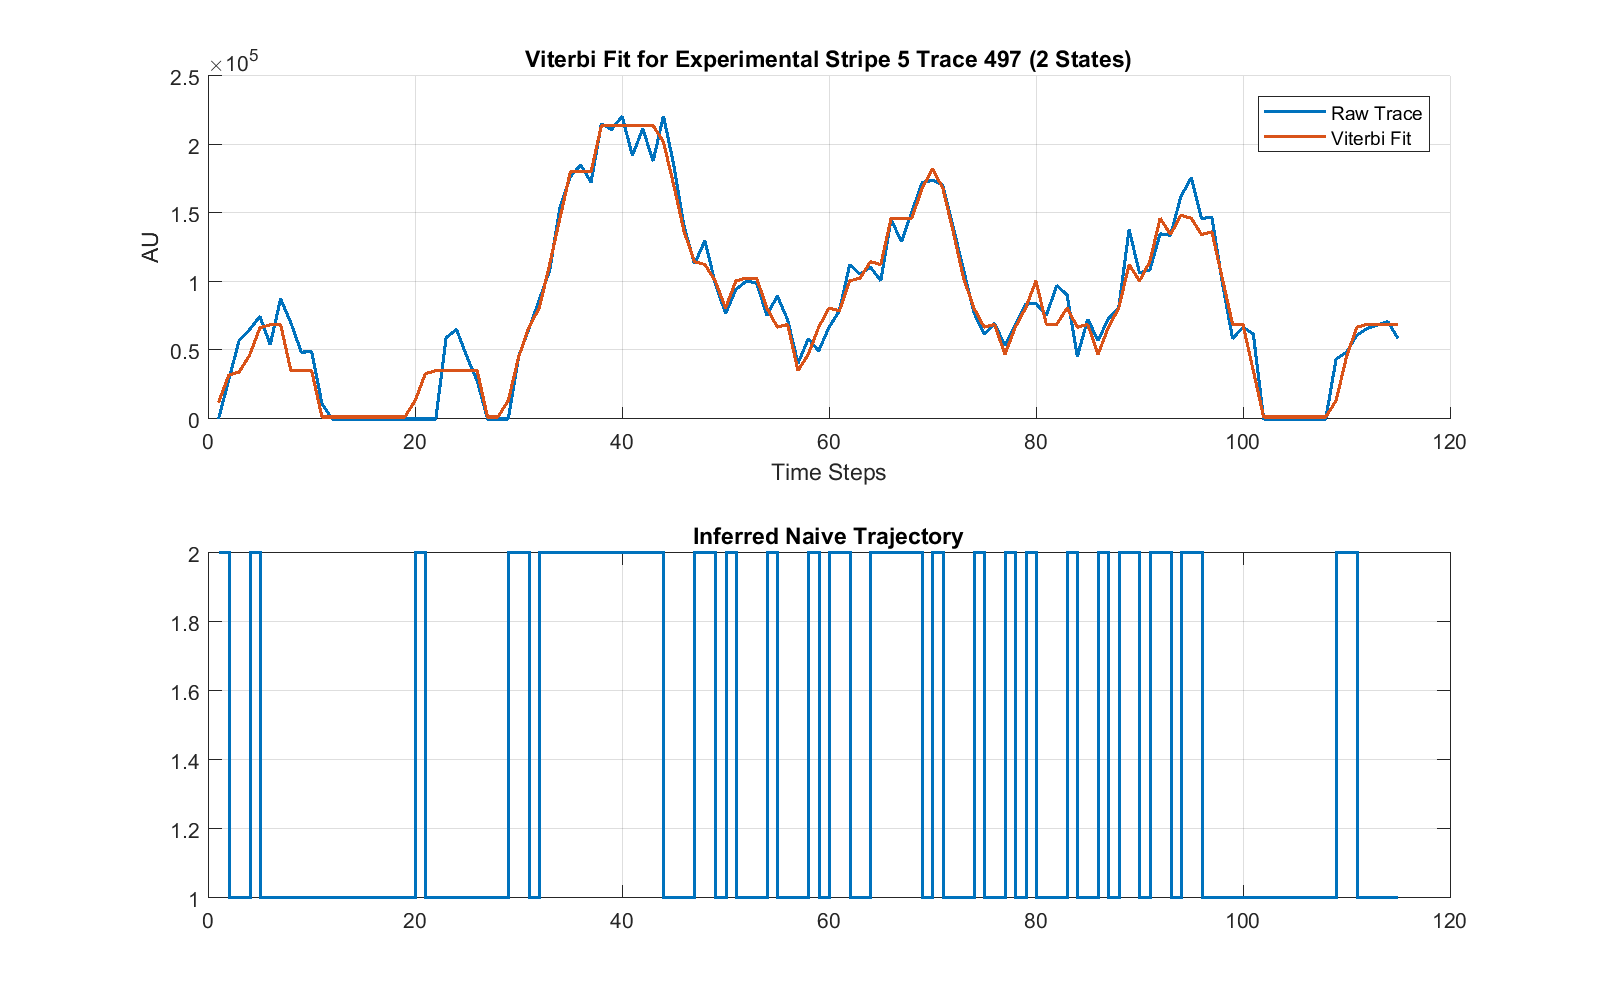 Viterbi Fit for Experimental Stripe 5 Trace 497 (2 States)
×10^5
2.5
2
1.5
1
0.5
0
AU
Raw Trace
Viterbi Fit
0 20 40 60 80 100 120
Time Steps
Inferred Naive Trajectory
2
1.8
1.6
1.4
1.2
1
0 20 40 60 80 100 120